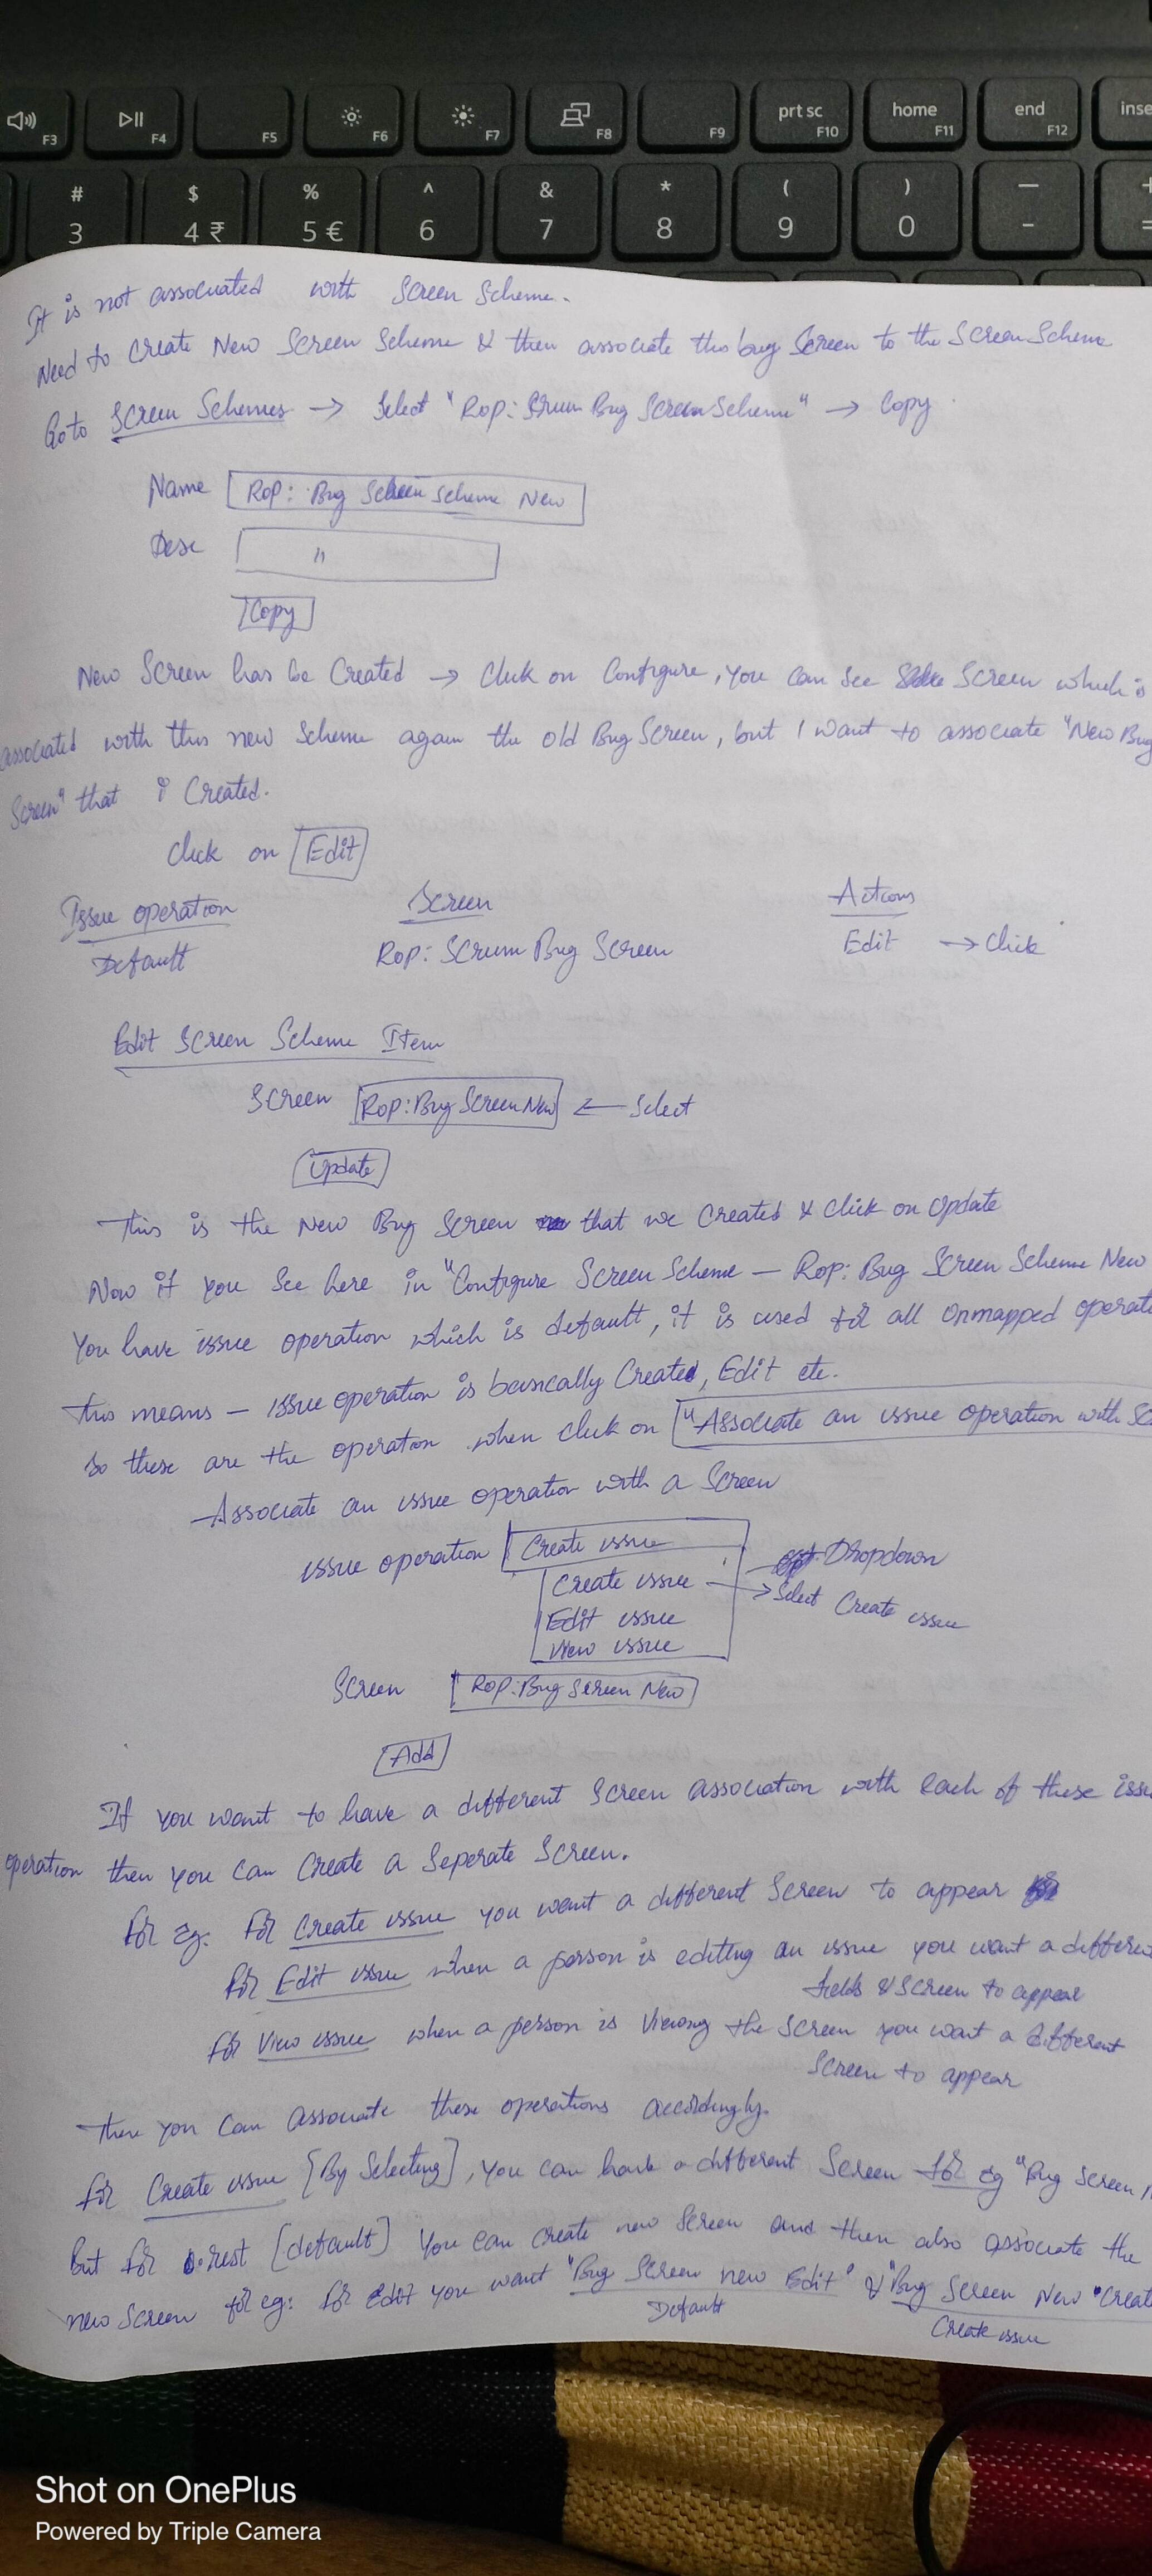 F3 F4 F5 F6 F7 F8 F9 prt sc F10 home F11 end F12 inse
# 3 $ 4 ₹ % 5 € ^ 6 & 7 * 8 ( 9 ) 0 — - + =
It is not associated with Screen Scheme.
Need to Create New Screen Scheme & then associate this bug Screen to the Screen Scheme
Goto Screen Schemes → Select "Rop: Scrum Bug Screen Scheme" → Copy
Name Rop: Bug Screen Scheme New
Desc "
Copy
New Screen has be Created → Click on Configure, you can see Screen which is
associated with this new Scheme again the old Bug Screen, but I want to associate "New Bug
Screen" that i Created.
Click on Edit
Issue operation Screen Actions
Default Rop: Scrum Bug Screen Edit → Click
Edit Screen Scheme Item
Screen Rop: Bug Screen New ← Select
Update
This is the New Bug Screen that we Created & Click on Update
Now if you See here in "Configure Screen Scheme — Rop: Bug Screen Scheme New
You have issue operation which is default, it is used for all Unmapped operati
this means — issue operation is basically Created, Edit etc.
So these are the operation when Click on "Associate an issue operation with Sc
Associate an issue operation with a Screen
issue operation Create issue
Dropdown
Create issue → Select Create issue
Edit issue
View issue
Screen Rop: Bug Screen New
Add
If you want to have a different Screen association with each of these issu
operation then you can Create a Seperate Screen.
for eg: for Create issue you want a different Screen to appear
for Edit issue when a person is editing an issue you want a differen
fields & Screen to appear
for View issue when a person is Viewing the Screen you want a different
Screen to appear
Then you can associate these operations accordingly.
for Create issue [By Selecting], you can have a different Screen for eg "Bug Screen N
But for rest [default] you can create new Screen and then also associate the
new Screen for eg: for Edit you want "Bug Screen new Edit" & "Bug Screen New "Creat
Default
Create issue
Shot on OnePlus
Powered by Triple Camera